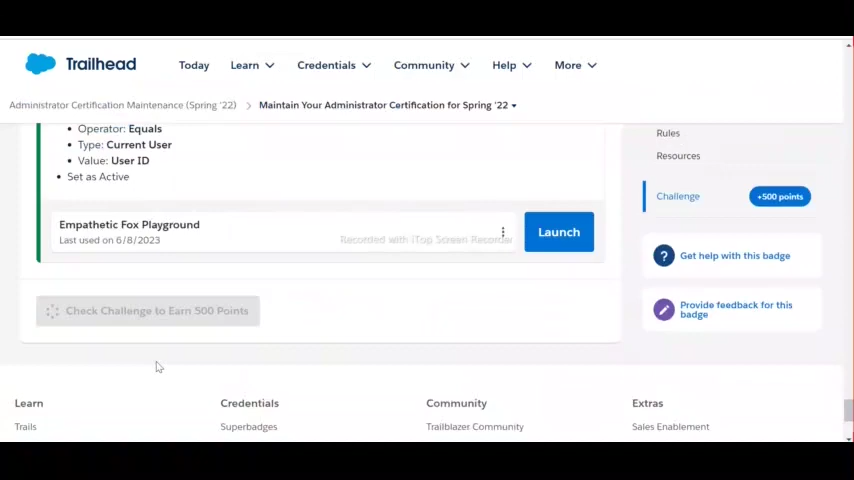 Trailhead
Today
Learn
Credentials
Community
Help
More
Administrator Certification Maintenance (Spring '22)
Maintain Your Administrator Certification for Spring '22
Operator: Equals
Type: Current User
Value: User ID
Set as Active
Rules
Resources
Challenge
+500 points
Empathetic Fox Playground
Last used on 6/8/2023
Launch
Recorded with iTop Screen Recorder
Get help with this badge
Provide feedback for this
badge
Check Challenge to Earn 500 Points
Learn
Credentials
Community
Extras
Trails
Superbadges
Trailblazer Community
Sales Enablement